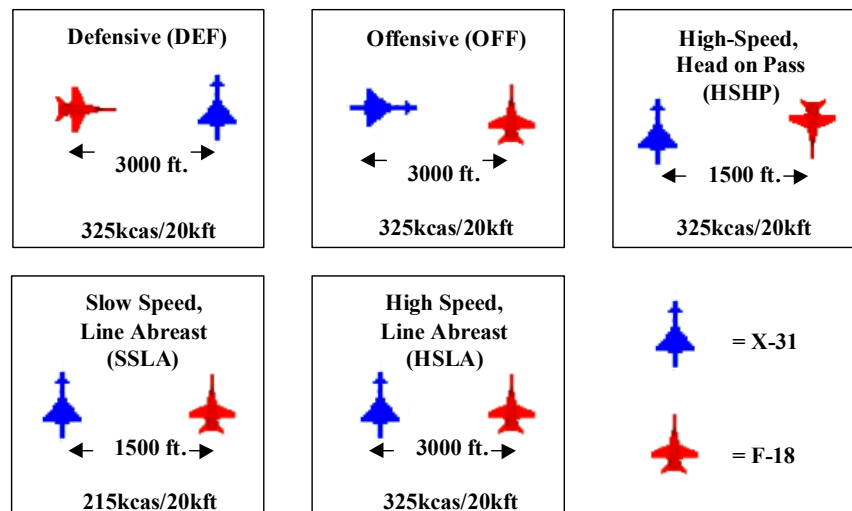 Defensive (DEF)
3000 ft.
325kcas/20kft
Offensive (OFF)
3000 ft.
325kcas/20kft
High-Speed,
Head on Pass
(HSHP)
1500 ft.
325kcas/20kft
Slow Speed,
Line Abreast
(SSLA)
1500 ft.
215kcas/20kft
High Speed,
Line Abreast
(HSLA)
3000 ft.
325kcas/20kft
= X-31
= F-18